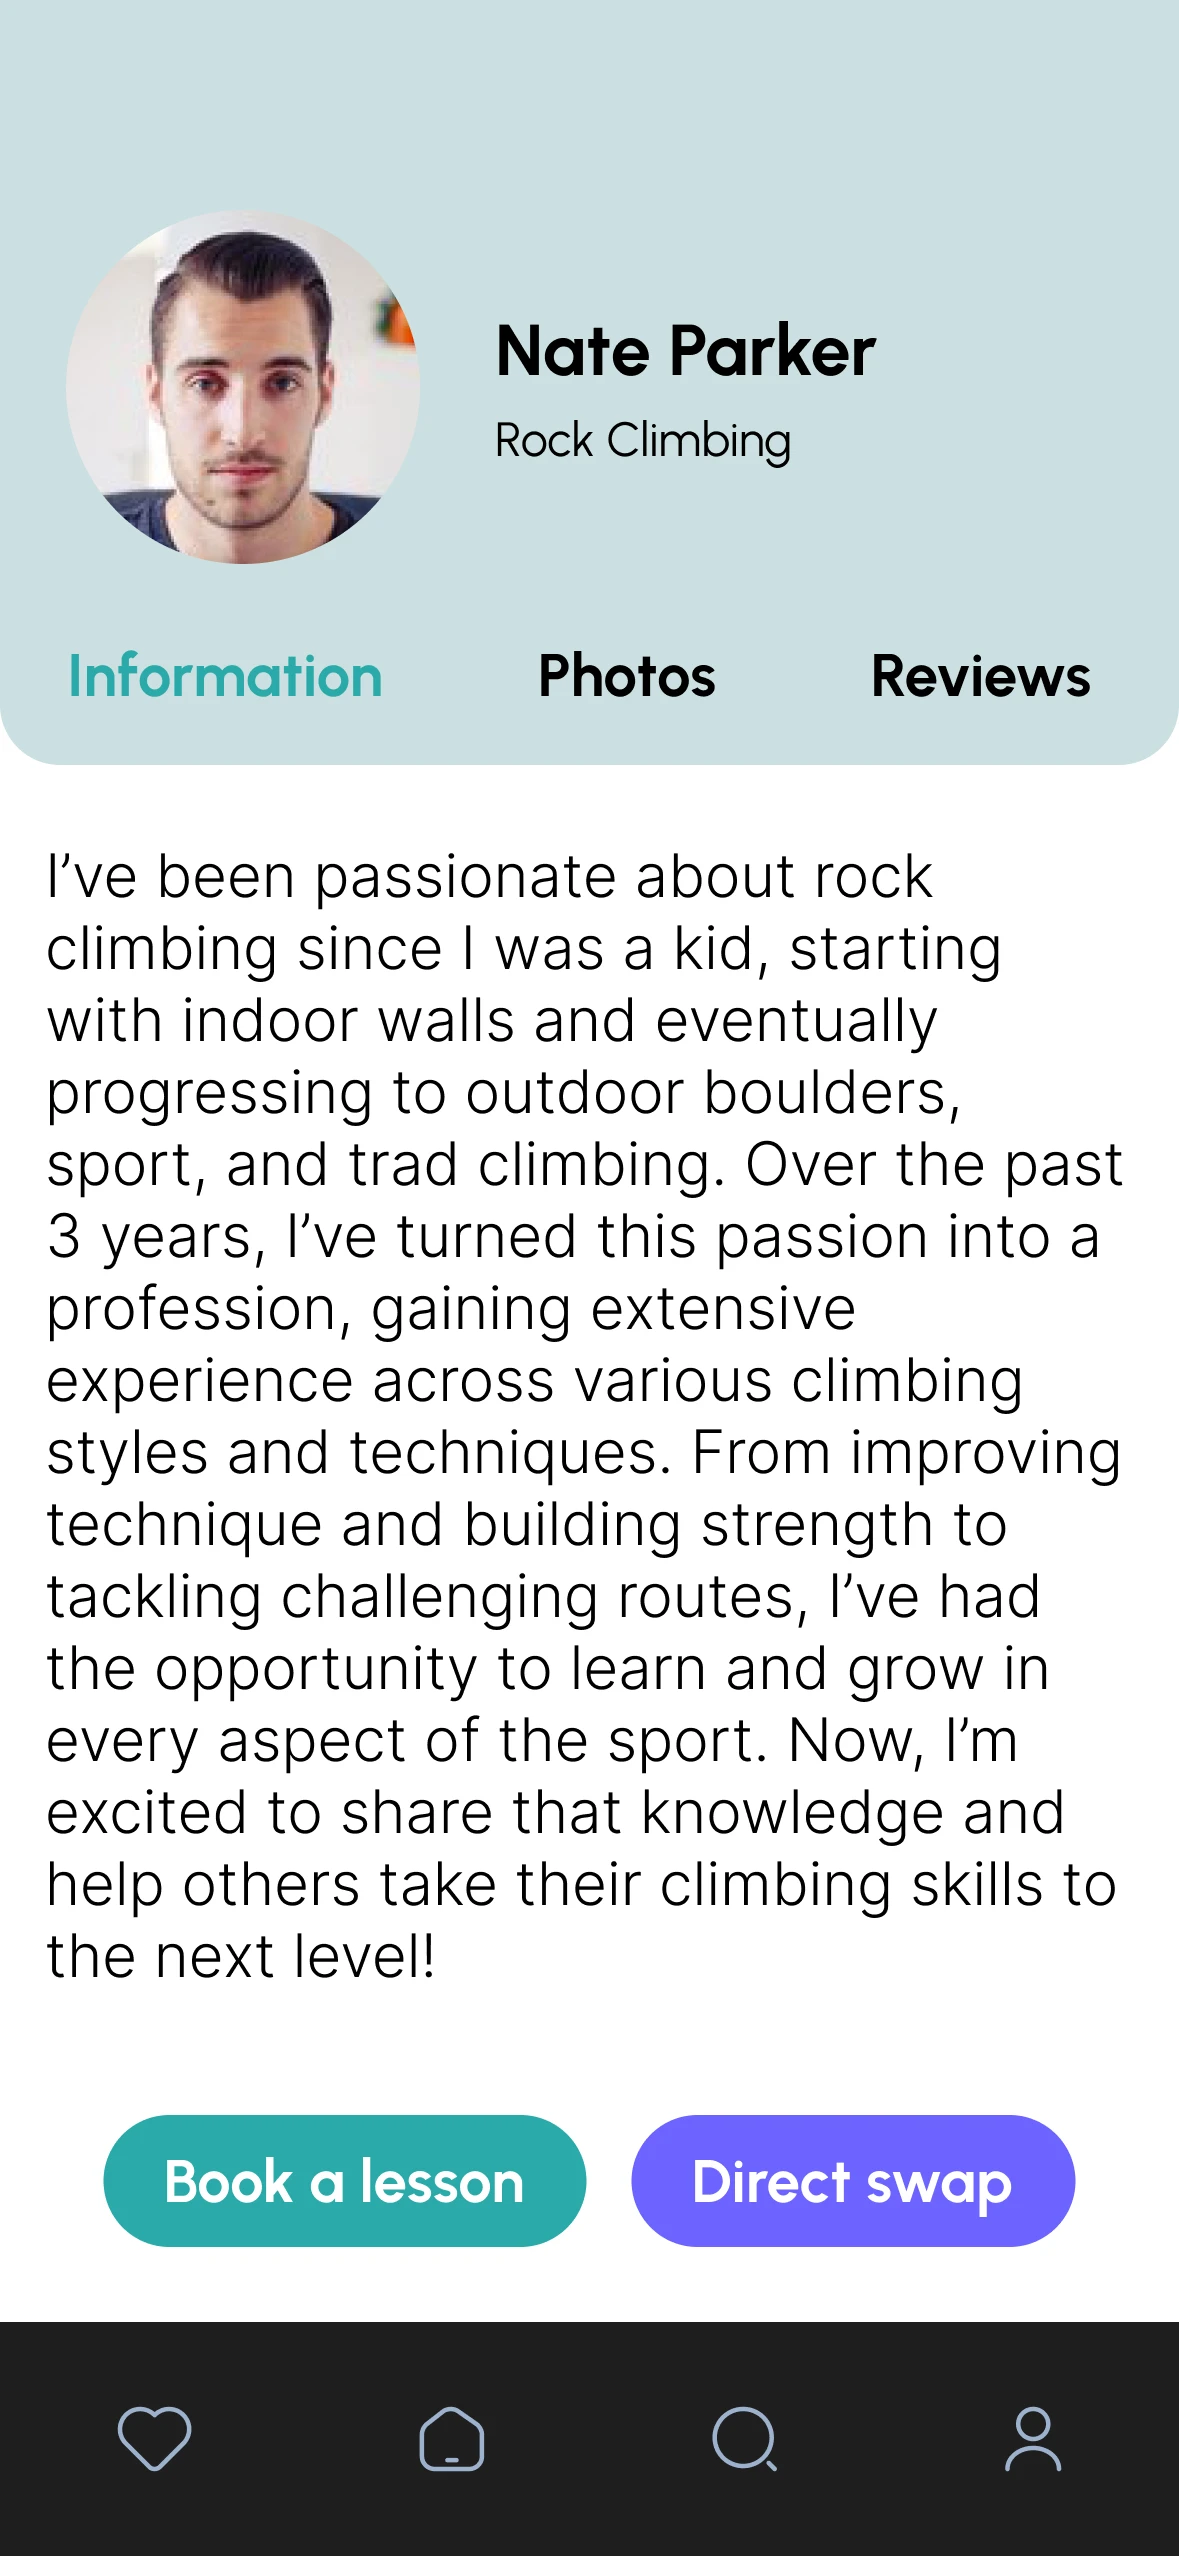 Nate Parker
Rock Climbing
Information Photos Reviews
I’ve been passionate about rock
climbing since I was a kid, starting
with indoor walls and eventually
progressing to outdoor boulders,
sport, and trad climbing. Over the past
3 years, I’ve turned this passion into a
profession, gaining extensive
experience across various climbing
styles and techniques. From improving
technique and building strength to
tackling challenging routes, I’ve had
the opportunity to learn and grow in
every aspect of the sport. Now, I’m
excited to share that knowledge and
help others take their climbing skills to
the next level!
Book a lesson Direct swap